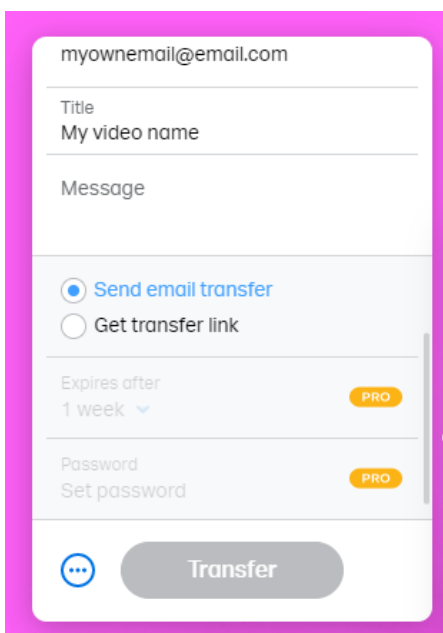 myownemail@email.com
Title
My video name
Message
Send email transfer
Get transfer link
Expires after
1 week
PRO
Password
Set password
PRO
Transfer